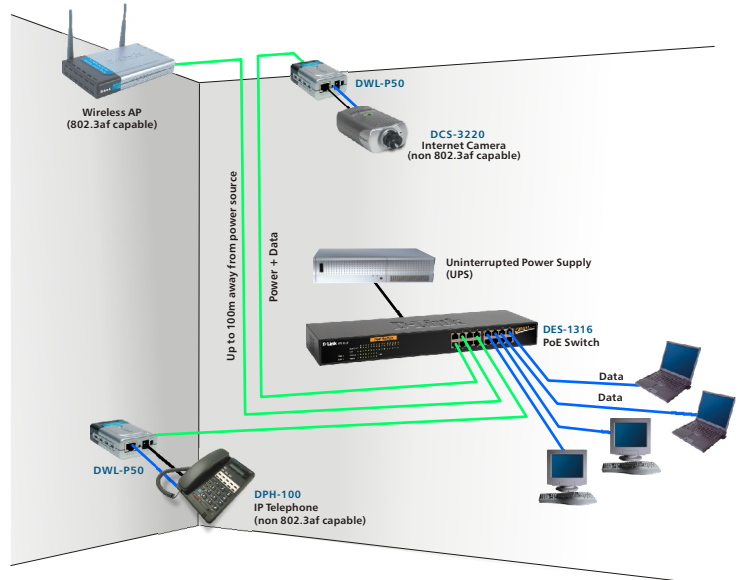 DWL-P50
Wireless AP
(802.3af capable)
DCS-3220
Internet Camera
(non 802.3af capable)
Up to 100m away from power source
Power + Data
Uninterrupted Power Supply
(UPS)
D-Link
DES-1316
PoE Switch
Data
Data
DWL-P50
DPH-100
IP Telephone
(non 802.3af capable)